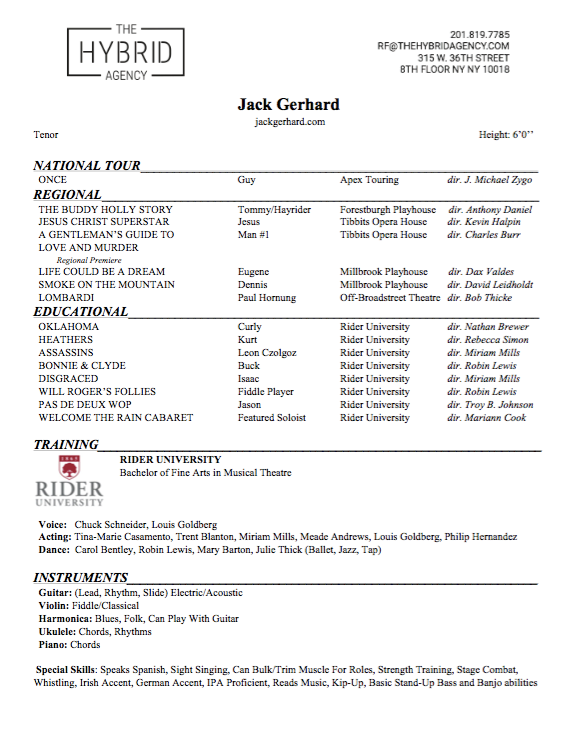 THE
HYBRID
AGENCY
201.819.7785
RF@THEHYBRIDAGENCY.COM
315 W. 36TH STREET
8TH FLOOR NY NY 10018
Jack Gerhard
jackgerhard.com
Tenor Height: 6’0’’
NATIONAL TOUR
ONCE Guy Apex Touring dir. J. Michael Zygo
REGIONAL
THE BUDDY HOLLY STORY Tommy/Hayrider Forestburgh Playhouse dir. Anthony Daniel
JESUS CHRIST SUPERSTAR Jesus Tibbits Opera House dir. Kevin Halpin
A GENTLEMAN’S GUIDE TO Man #1 Tibbits Opera House dir. Charles Burr
LOVE AND MURDER
Regional Premiere
LIFE COULD BE A DREAM Eugene Millbrook Playhouse dir. Dax Valdes
SMOKE ON THE MOUNTAIN Dennis Millbrook Playhouse dir. David Leidholdt
LOMBARDI Paul Hornung Off-Broadstreet Theatre dir. Bob Thicke
EDUCATIONAL
OKLAHOMA Curly Rider University dir. Nathan Brewer
HEATHERS Kurt Rider University dir. Rebecca Simon
ASSASSINS Leon Czolgoz Rider University dir. Miriam Mills
BONNIE & CLYDE Buck Rider University dir. Robin Lewis
DISGRACED Isaac Rider University dir. Miriam Mills
WILL ROGER’S FOLLIES Fiddle Player Rider University dir. Robin Lewis
PAS DE DEUX WOP Jason Rider University dir. Troy B. Johnson
WELCOME THE RAIN CABARET Featured Soloist Rider University dir. Mariann Cook
TRAINING
RIDER UNIVERSITY
Bachelor of Fine Arts in Musical Theatre
RIDER
UNIVERSITY
Voice: Chuck Schneider, Louis Goldberg
Acting: Tina-Marie Casamento, Trent Blanton, Miriam Mills, Meade Andrews, Louis Goldberg, Philip Hernandez
Dance: Carol Bentley, Robin Lewis, Mary Barton, Julie Thick (Ballet, Jazz, Tap)
INSTRUMENTS
Guitar: (Lead, Rhythm, Slide) Electric/Acoustic
Violin: Fiddle/Classical
Harmonica: Blues, Folk, Can Play With Guitar
Ukulele: Chords, Rhythms
Piano: Chords
Special Skills: Speaks Spanish, Sight Singing, Can Bulk/Trim Muscle For Roles, Strength Training, Stage Combat,
Whistling, Irish Accent, German Accent, IPA Proficient, Reads Music, Kip-Up, Basic Stand-Up Bass and Banjo abilities